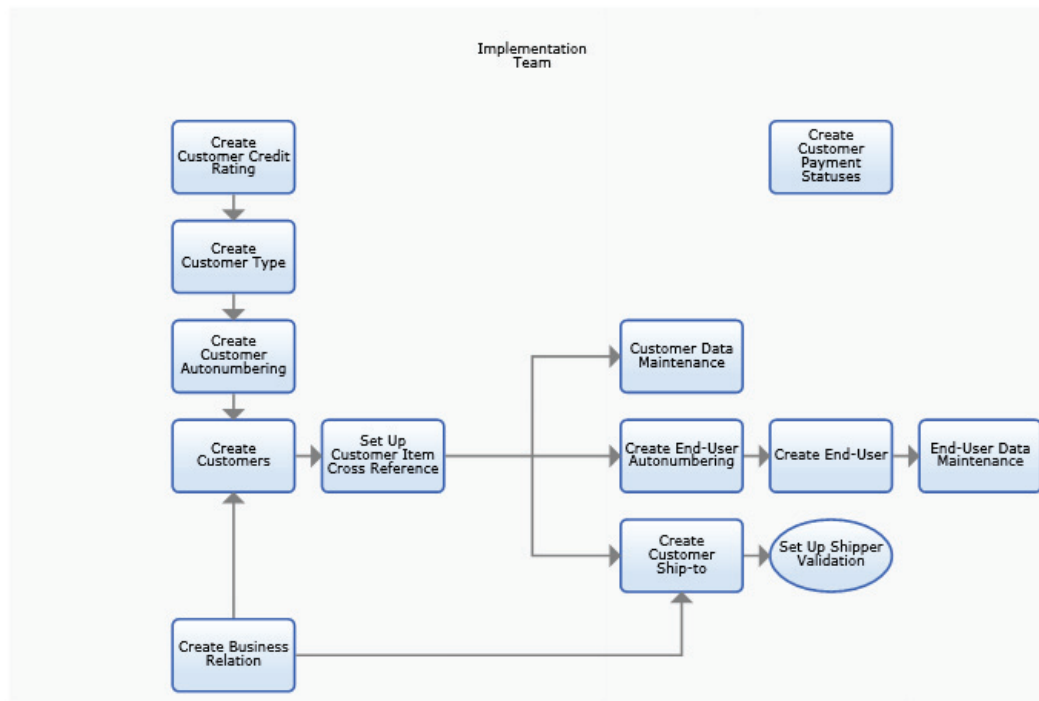 Implementation
Team
Create
Customer Credit
Rating
Create
Customer
Payment
Statuses
Create
Customer Type
Create
Customer
Autonumbering
Customer Data
Maintenance
Create
Customers
Set Up
Customer Item
Cross Reference
Create End-User
Autonumbering
Create End-User
End-User Data
Maintenance
Create
Customer
Ship-to
Set Up Shipper
Validation
Create Business
Relation